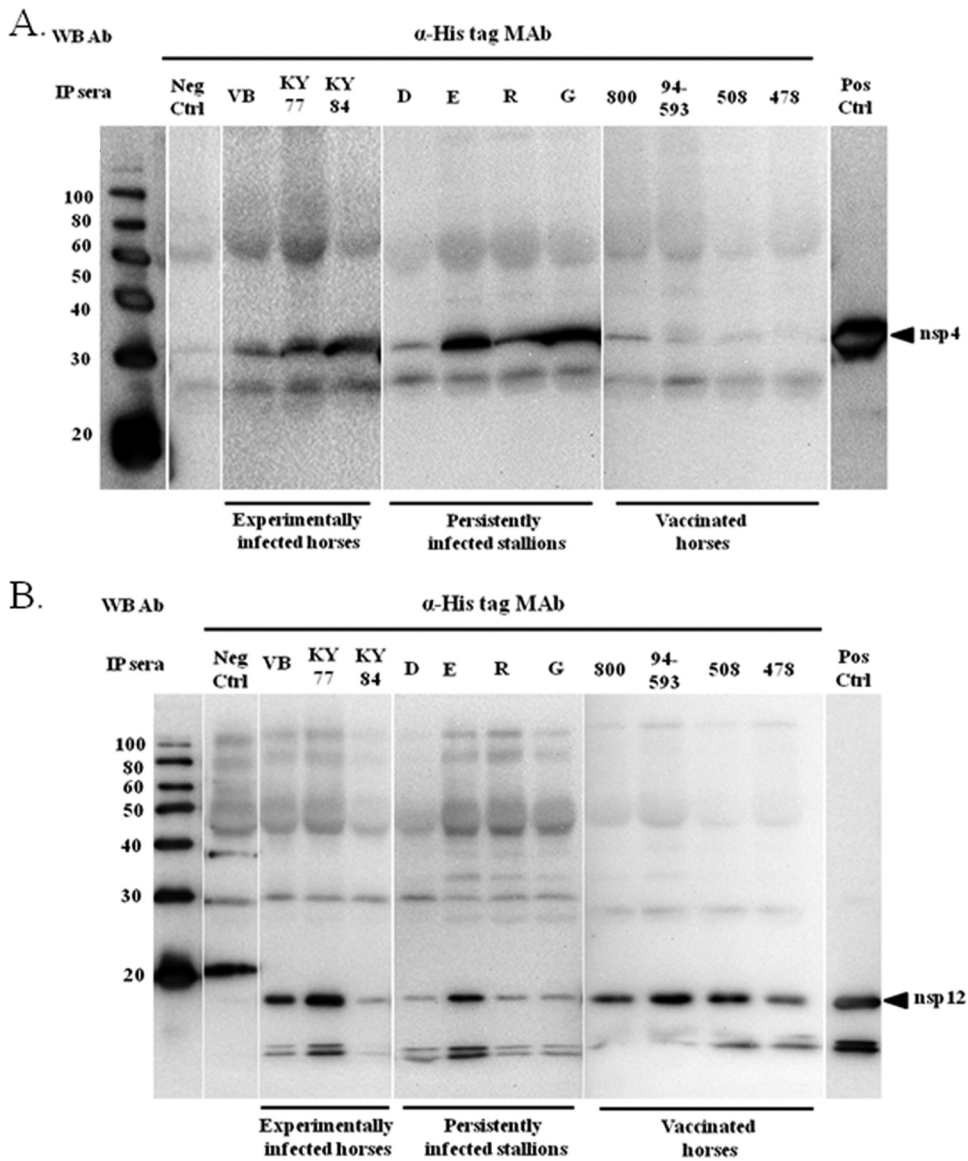 A.
WB Ab
α-His tag MAb
IP sera
Neg Ctrl
VB
KY 77
KY 84
D
E
R
G
800
94-593
508
478
Pos Ctrl
100
80
60
50
40
30
20
nsp4
Experimentally
infected horses
Persistently
infected stallions
Vaccinated
horses
B.
WB Ab
α-His tag MAb
IP sera
Neg Ctrl
VB
KY 77
KY 84
D
E
R
G
800
94-593
508
478
Pos Ctrl
100
80
60
50
40
30
20
nsp12
Experimentally
infected horses
Persistently
infected stallions
Vaccinated
horses